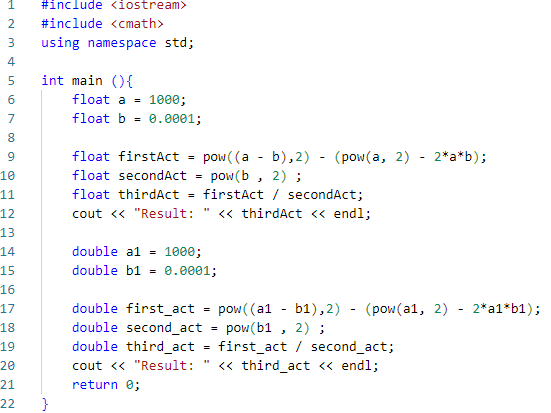 1 #include <iostream>
2 #include <cmath>
3 using namespace std;
4
5 int main (){
6     float a = 1000;
7     float b = 0.0001;
8
9     float firstAct = pow((a - b),2) - (pow(a, 2) - 2*a*b);
10     float secondAct = pow(b , 2) ;
11     float thirdAct = firstAct / secondAct;
12     cout << "Result: " << thirdAct << endl;
13
14     double a1 = 1000;
15     double b1 = 0.0001;
16
17     double first_act = pow((a1 - b1),2) - (pow(a1, 2) - 2*a1*b1);
18     double second_act = pow(b1 , 2) ;
19     double third_act = first_act / second_act;
20     cout << "Result: " << third_act << endl;
21     return 0;
22 }